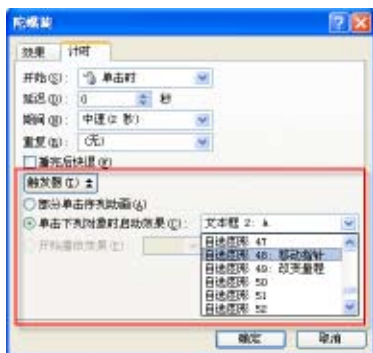 陀螺旋
效果 计时
开始(S): 单击时
延迟(D): 0 秒
期间(N): 中速(2 秒)
重复(R): (无)
播完后快退(W)
触发器(T)
部分单击序列动画(A)
单击下列对象时启动效果(C): 文本框 2: A
开始播放效果(E)
自选图形 47
自选图形 48: 移动指针
自选图形 49: 改变量程
自选图形 50
自选图形 51
自选图形 52
确定 取消